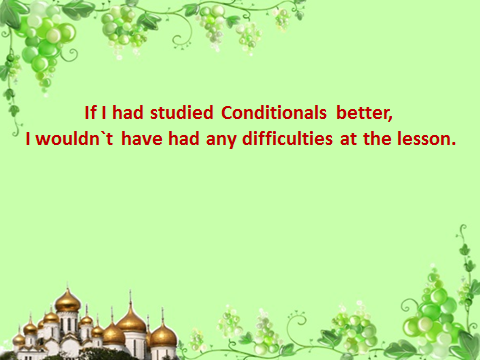 If I had studied Conditionals better,
I wouldn`t have had any difficulties at the lesson.